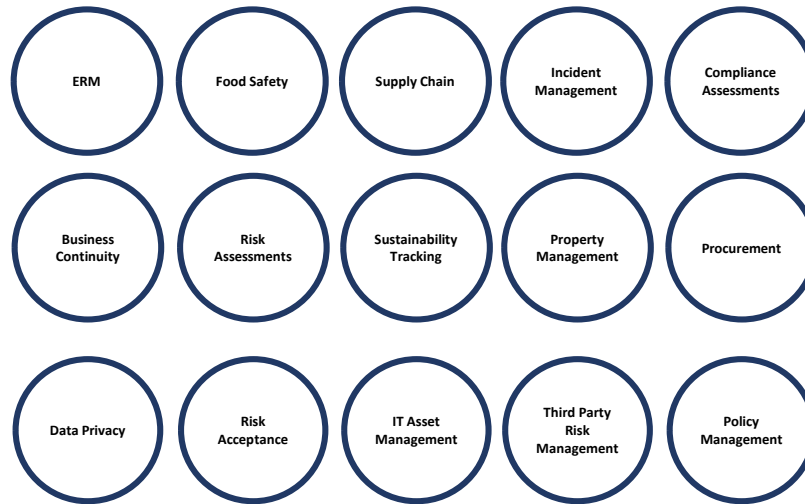 ERM
Food Safety
Supply Chain
Incident
Management
Compliance
Assessments
Business
Continuity
Risk
Assessments
Sustainability
Tracking
Property
Management
Procurement
Data Privacy
Risk
Acceptance
IT Asset
Management
Third Party
Risk
Management
Policy
Management